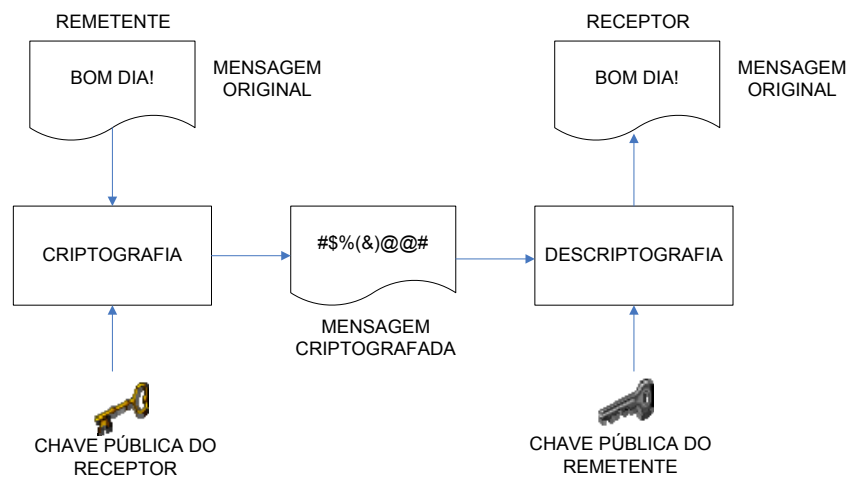 REMETENTE
BOM DIA!
MENSAGEM
ORIGINAL
RECEPTOR
BOM DIA!
MENSAGEM
ORIGINAL
CRIPTOGRAFIA
#$%(&)@@#
DESCRIPTOGRAFIA
MENSAGEM
CRIPTOGRAFADA
CHAVE PÚBLICA DO
RECEPTOR
CHAVE PÚBLICA DO
REMETENTE